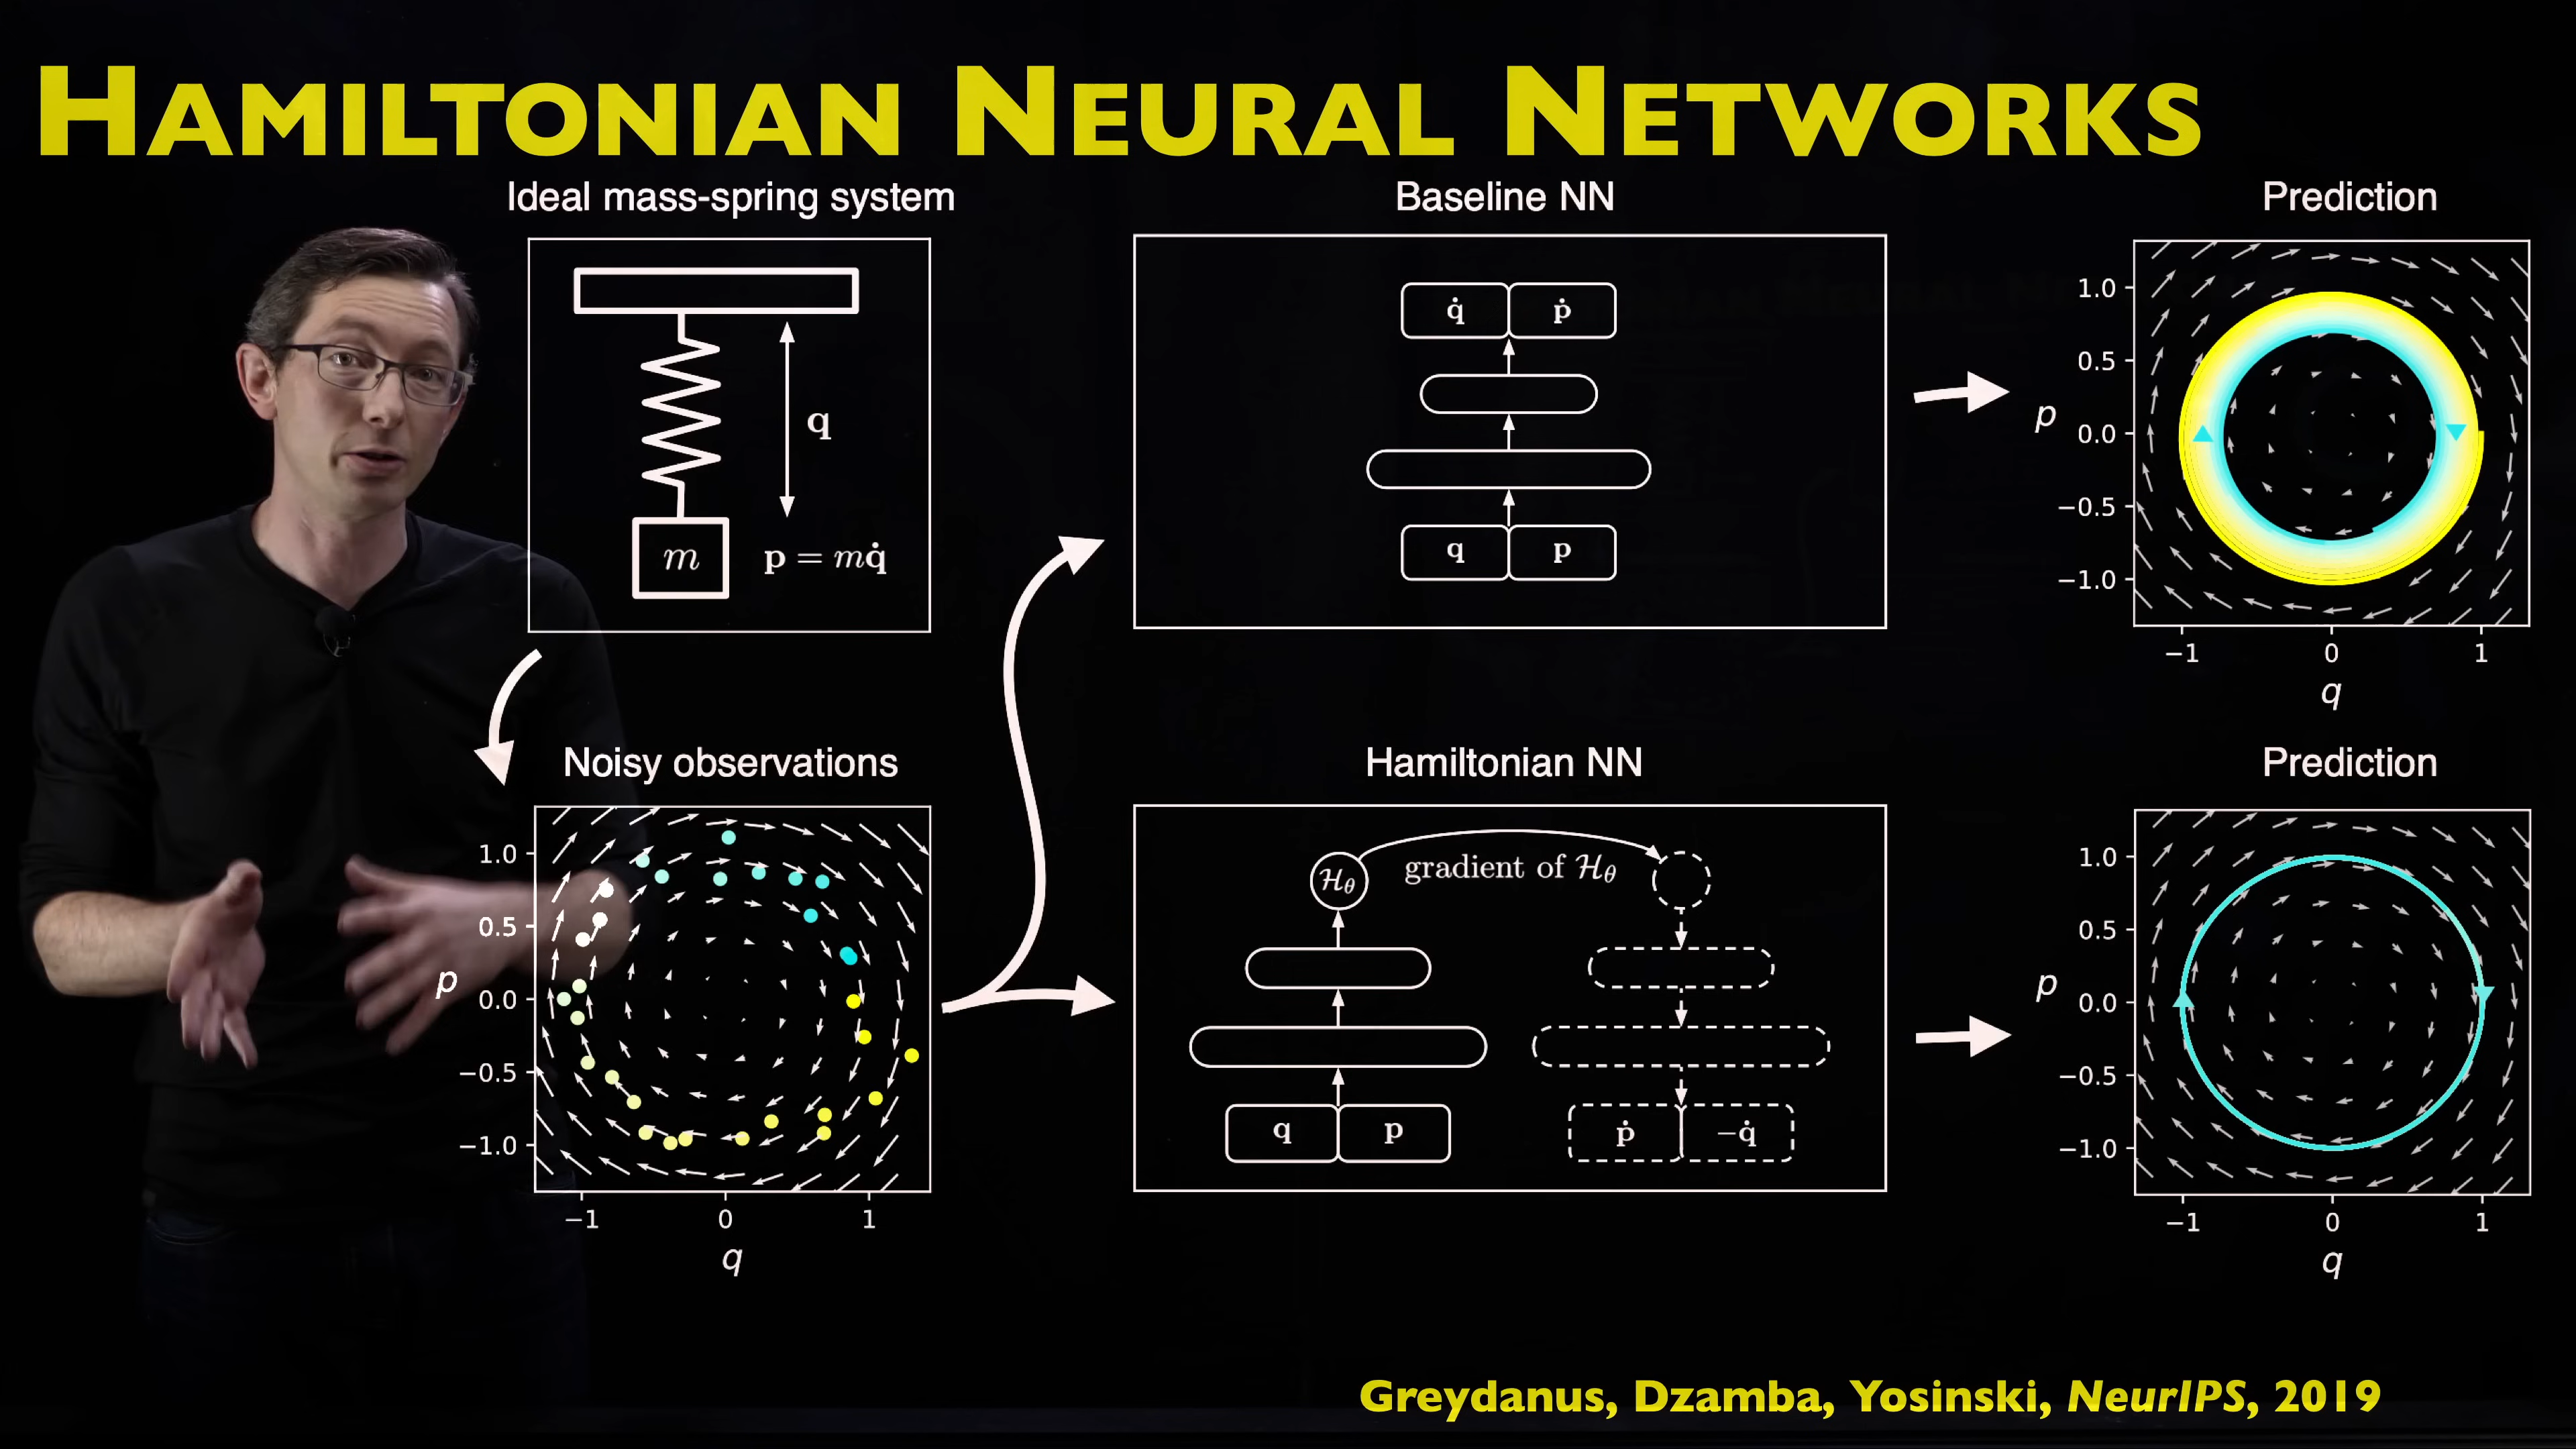 HAMILTONIAN NEURAL NETWORKS
Ideal mass-spring system
q
m
p = mq̇
Noisy observations
p
1.0
0.5
0.0
−0.5
−1.0
−1 0 1
q
Baseline NN
q̇ ṗ
q p
Prediction
p
1.0
0.5
0.0
−0.5
−1.0
−1 0 1
q
Hamiltonian NN
ℋθ gradient of ℋθ
q p ṗ −q̇
Prediction
p
1.0
0.5
0.0
−0.5
−1.0
−1 0 1
q
Greydanus, Dzamba, Yosinski, NeurIPS, 2019